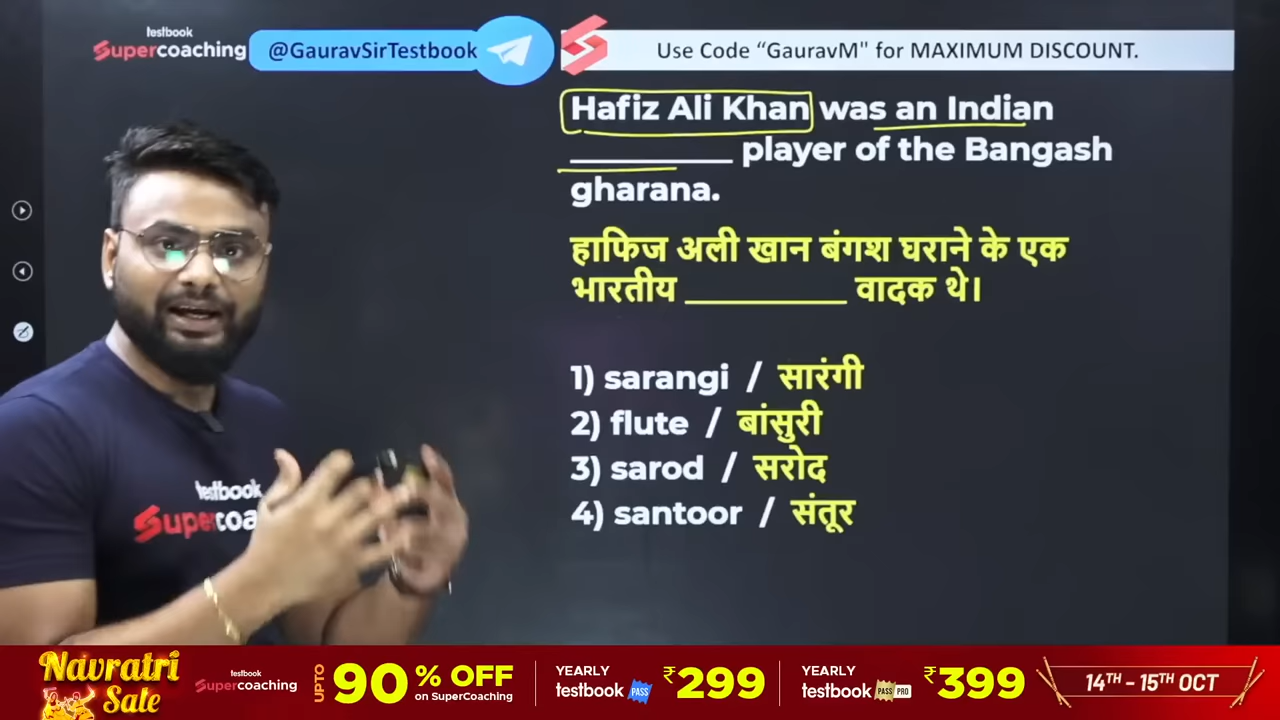 testbook
Supercoaching
@GauravSirTestbook
Use Code “GauravM" for MAXIMUM DISCOUNT.
Hafiz Ali Khan was an Indian
__________ player of the Bangash
gharana.
हाफिज अली खान बंगश घराने के एक
भारतीय __________ वादक थे।
1) sarangi / सारंगी
2) flute / बांसुरी
3) sarod / सरोद
4) santoor / संतूर
testbook
Supercoa
Navratri
Sale
testbook
Supercoaching
UPTO
90% OFF
on SuperCoaching
YEARLY
testbook PASS
₹299
YEARLY
testbook PASS PRO
₹399
14TH - 15TH OCT